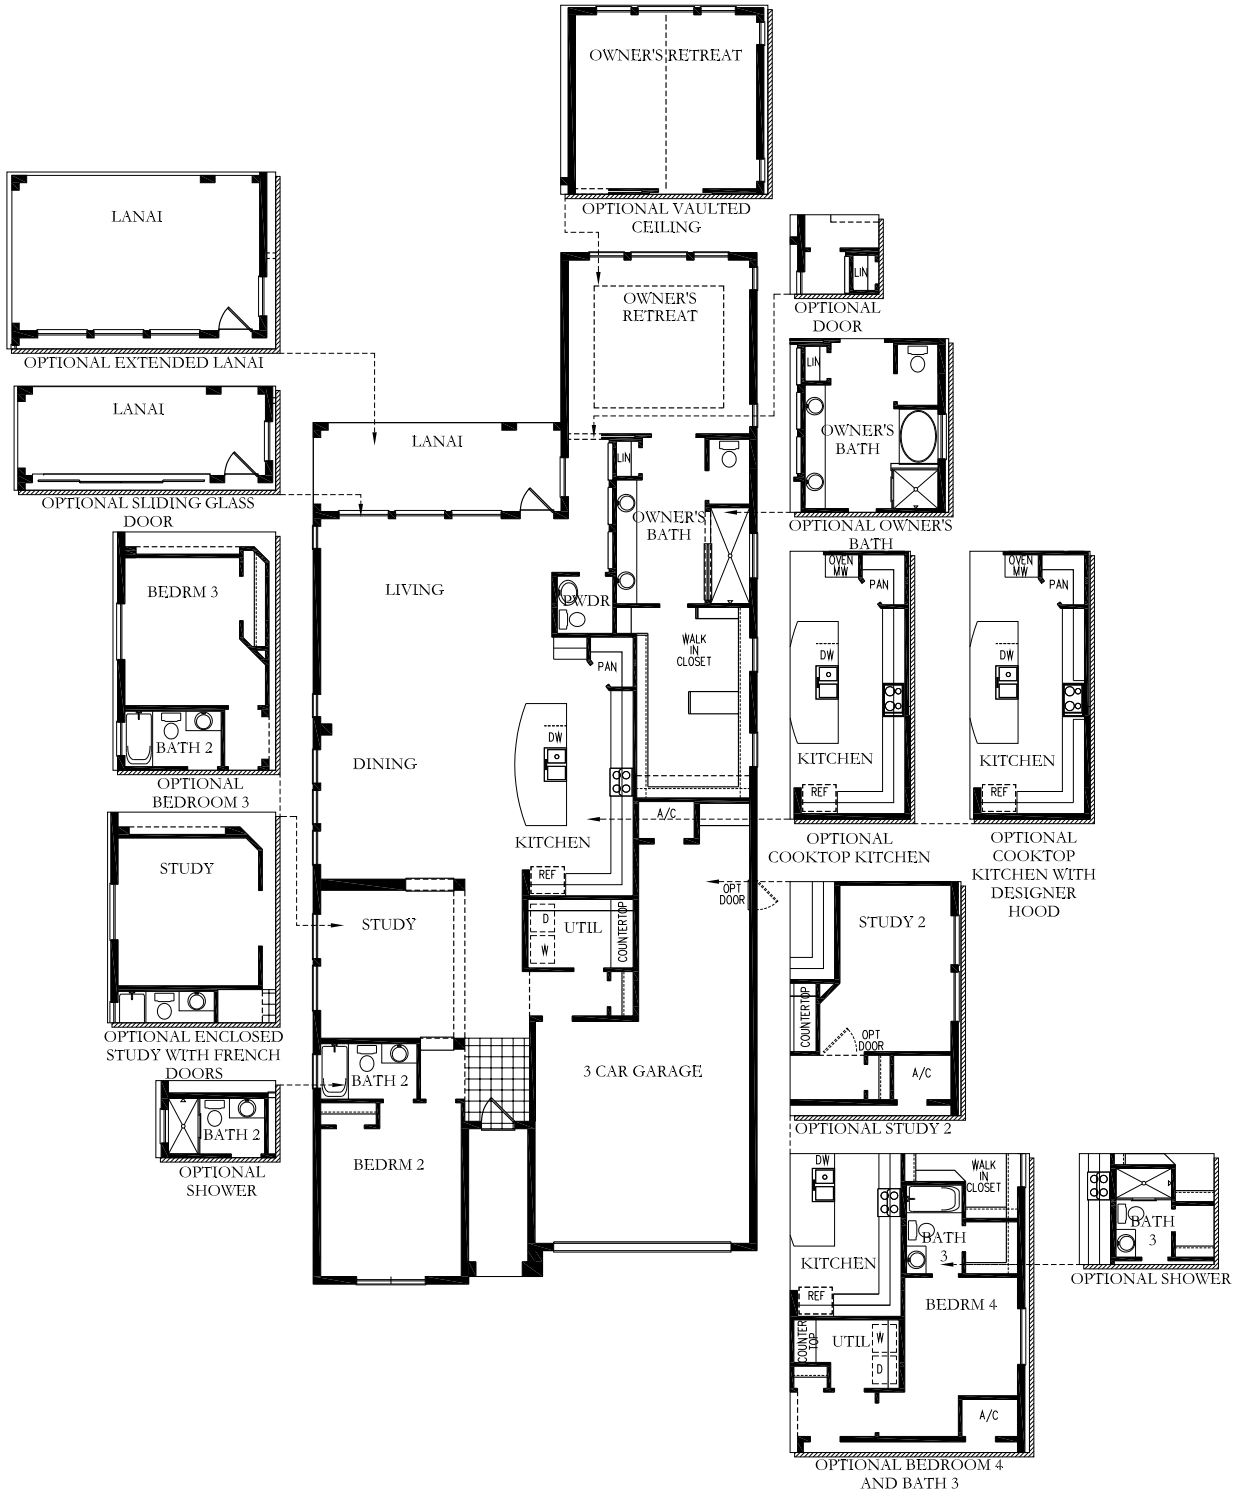 OWNER'S RETREAT
OPTIONAL VAULTED
CEILING
LANAI
OPTIONAL EXTENDED LANAI
LANAI
OPTIONAL SLIDING GLASS
DOOR
BEDRM 3
BATH 2
OPTIONAL
BEDROOM 3
STUDY
OPTIONAL ENCLOSED
STUDY WITH FRENCH
DOORS
BATH 2
OPTIONAL
SHOWER
OWNER'S
RETREAT
LANAI
LIN
OWNER'S
BATH
LIVING
PWDR
WALK
IN
CLOSET
PAN
DW
DINING
KITCHEN
A/C
REF
OPT
DOOR
STUDY
D
W
UTIL
COUNTERTOP
3 CAR GARAGE
BATH 2
BEDRM 2
LIN
OPTIONAL
DOOR
LIN
OWNER'S
BATH
OPTIONAL OWNER'S
BATH
OVEN
MW
PAN
DW
KITCHEN
REF
OPTIONAL
COOKTOP KITCHEN
OVEN
MW
PAN
DW
KITCHEN
REF
OPTIONAL
COOKTOP
KITCHEN WITH
DESIGNER
HOOD
STUDY 2
COUNTERTOP
OPT
DOOR
A/C
OPTIONAL STUDY 2
DW
WALK
IN
CLOSET
BATH
3
KITCHEN
REF
BEDRM 4
COUNTER
TOP
UTIL
W
D
A/C
OPTIONAL BEDROOM 4
AND BATH 3
BATH
3
OPTIONAL SHOWER